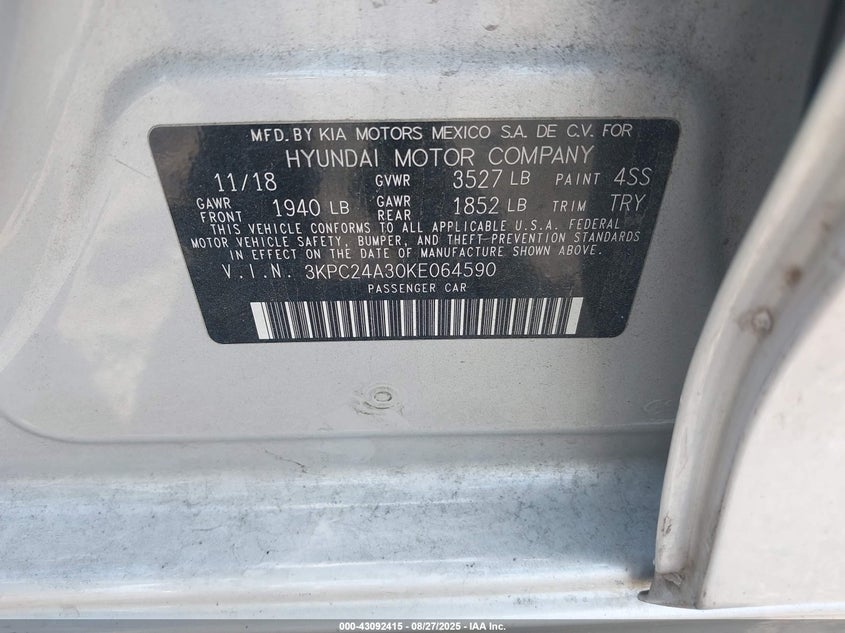 MFD. BY KIA MOTORS MEXICO S.A. DE C.V. FOR
HYUNDAI MOTOR COMPANY
11/18 GVWR 3527 LB PAINT 4SS
GAWR FRONT 1940 LB GAWR REAR 1852 LB TRIM TRY
THIS VEHICLE CONFORMS TO ALL APPLICABLE U.S.A. FEDERAL
MOTOR VEHICLE SAFETY, BUMPER, AND THEFT PREVENTION STANDARDS
IN EFFECT ON THE DATE OF MANUFACTURE SHOWN ABOVE.
V.I.N. 3KPC24A30KE064590
PASSENGER CAR
000-43092415 - 08/27/2025 - IAA Inc.